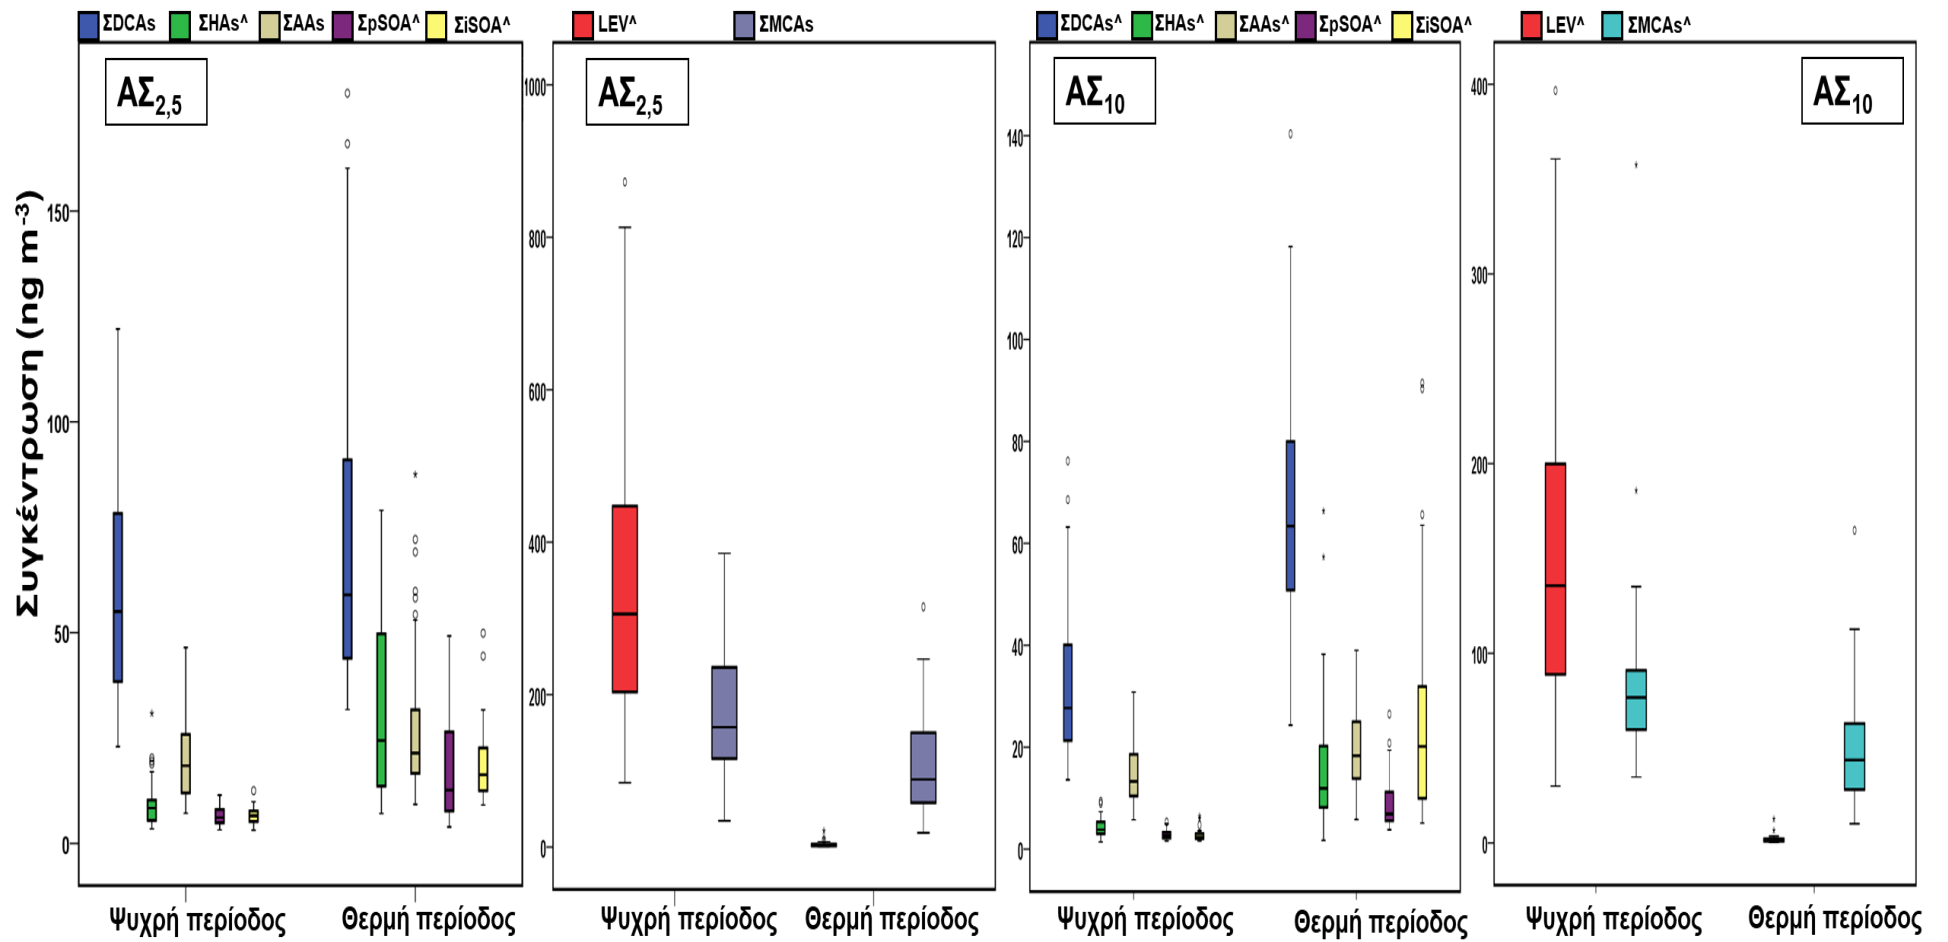 ΣDCAs ΣHAs^ ΣAAs ΣpSOA^ ΣiSOA^
LEV^ ΣMCAs
ΣDCAs^ ΣHAs^ ΣAAs^ ΣpSOA^ ΣiSOA^
LEV^ ΣMCAs^
ΑΣ2,5
ΑΣ2,5
ΑΣ10
ΑΣ10
Συγκέντρωση (ng m-3)
150
100
50
0
1000
800
600
400
200
0
140
120
100
80
60
40
20
0
400
300
200
100
0
Ψυχρή περίοδος Θερμή περίοδος
Ψυχρή περίοδος Θερμή περίοδος
Ψυχρή περίοδος Θερμή περίοδος
Ψυχρή περίοδος Θερμή περίοδος